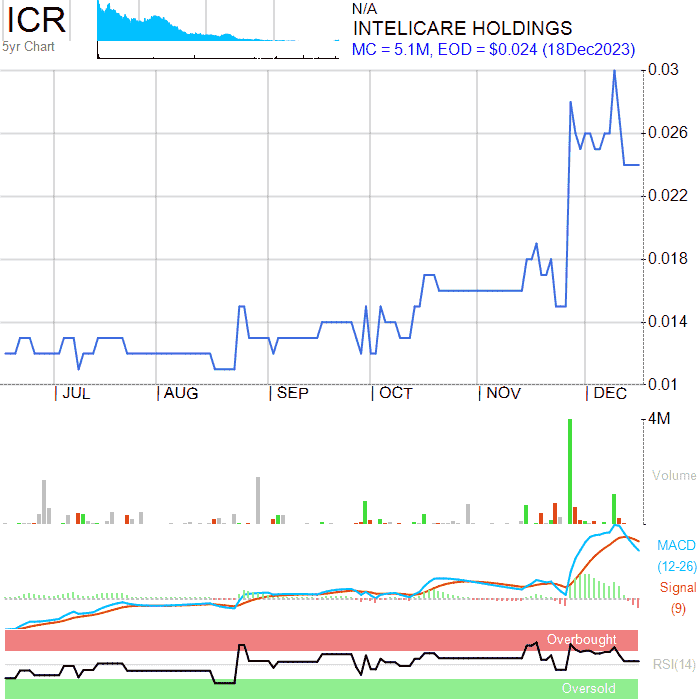 ICR
5yr Chart
N/A
INTELICARE HOLDINGS
MC = 5.1M, EOD = $0.024 (18Dec2023)
0.03
0.026
0.022
0.018
0.014
0.01
JUL AUG SEP OCT NOV DEC
4M
Volume
MACD
(12-26)
Signal
(9)
Overbought
RSI(14)
Oversold